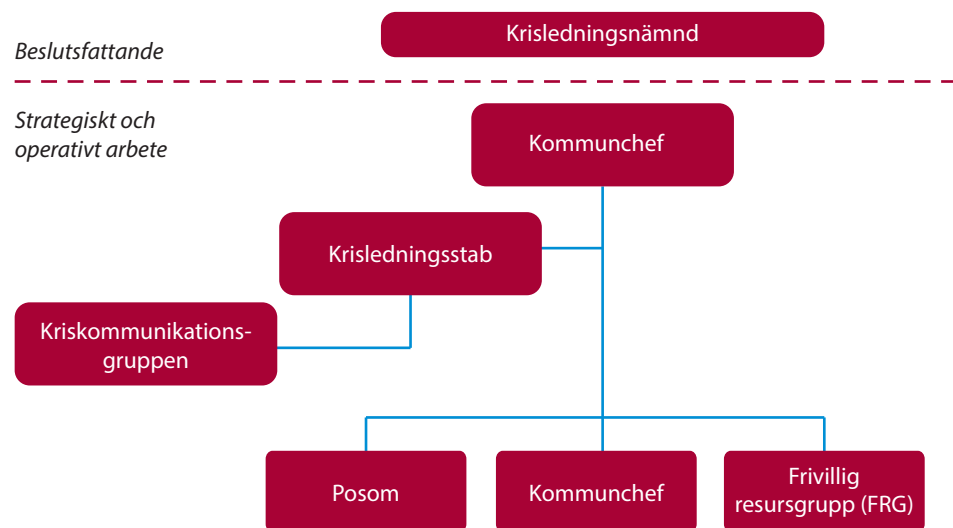 Krisledningsnämnd
Beslutsfattande
Strategiskt och
operativt arbete
Kommunchef
Krisledningsstab
Kriskommunikations-
gruppen
Posom
Kommunchef
Frivillig
resursgrupp (FRG)